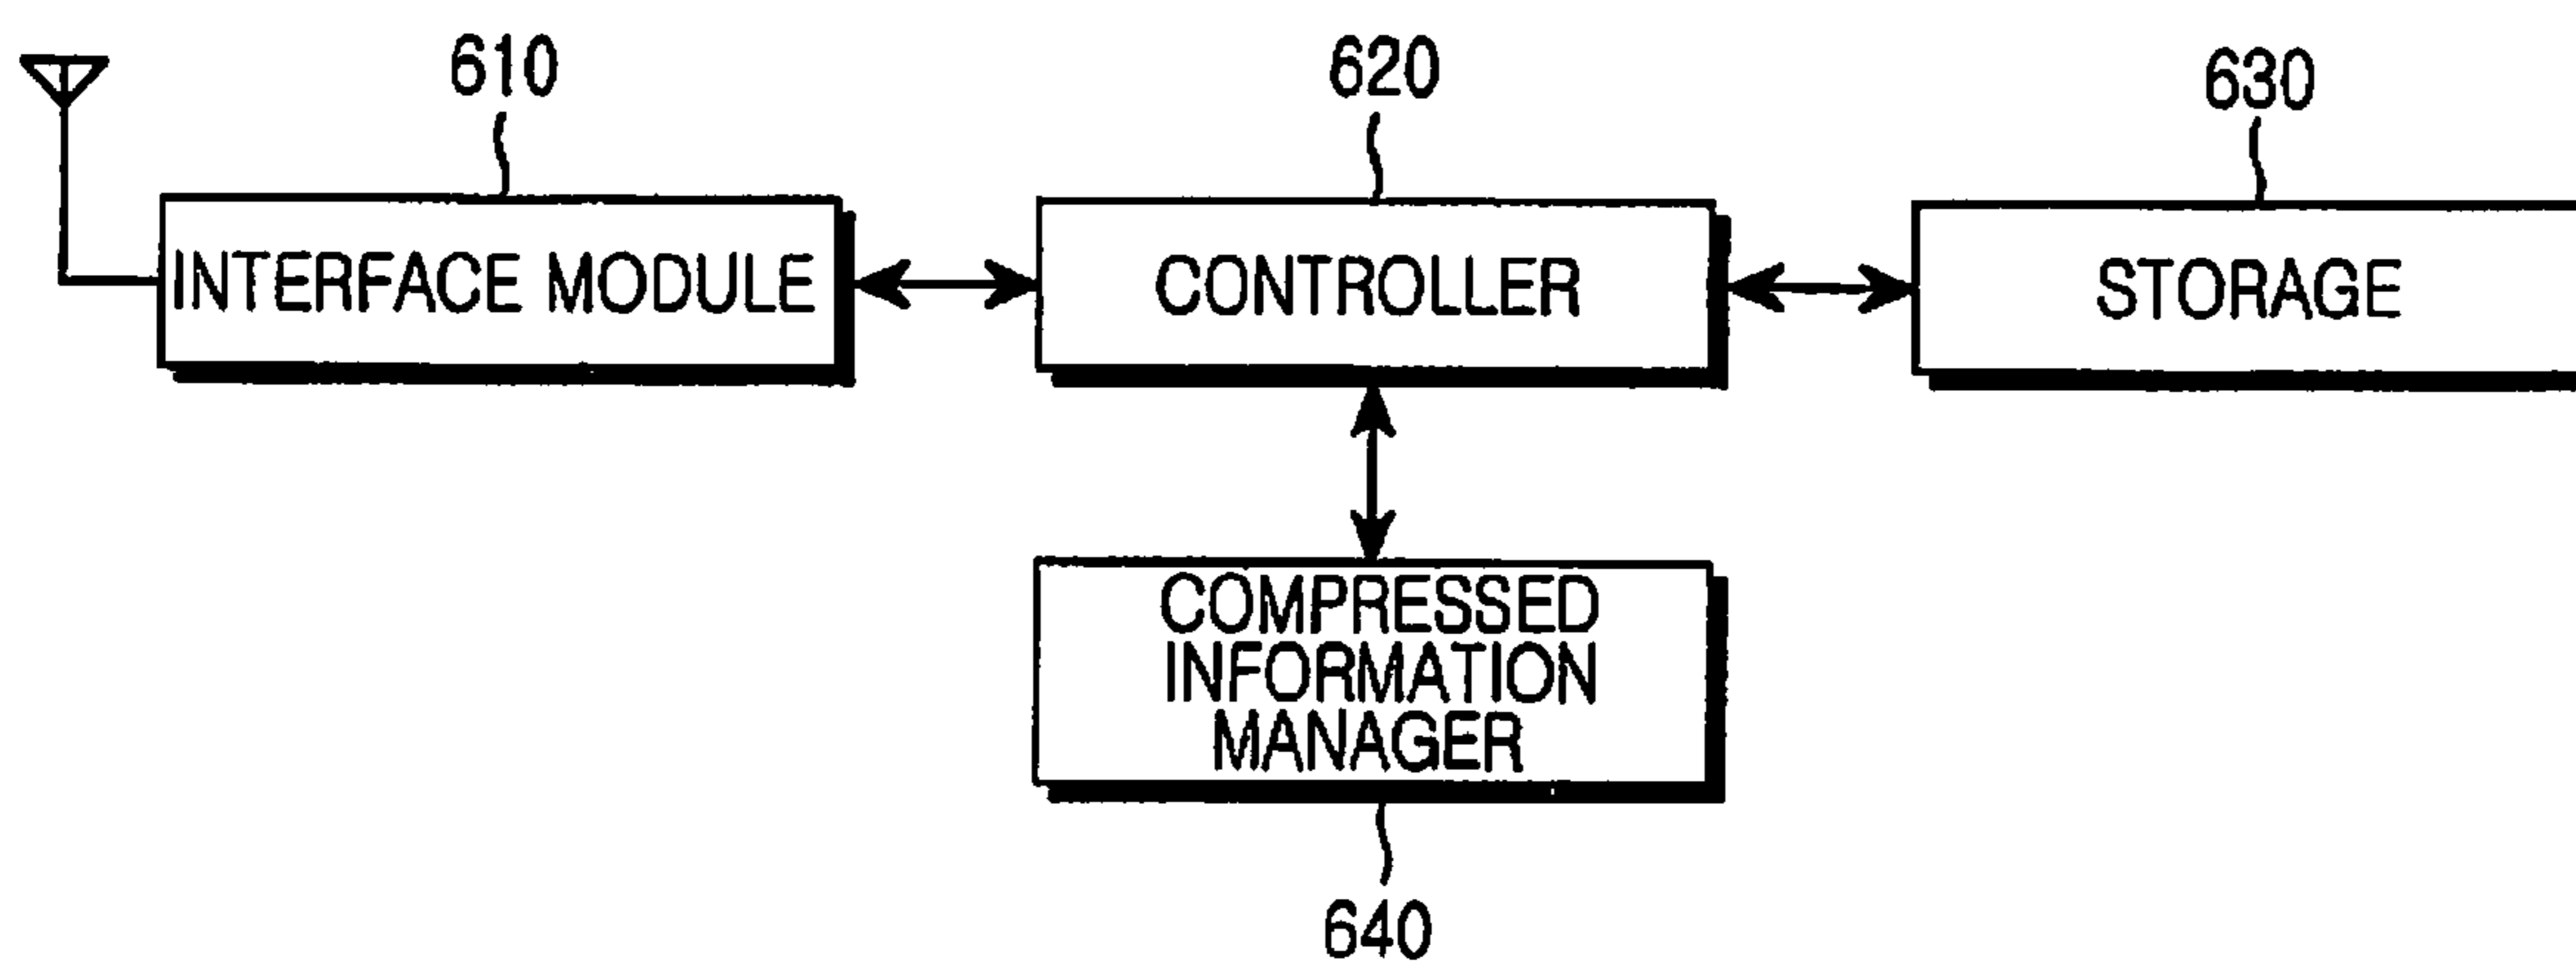 610
620
630
INTERFACE MODULE
CONTROLLER
STORAGE
COMPRESSED
INFORMATION
MANAGER
640